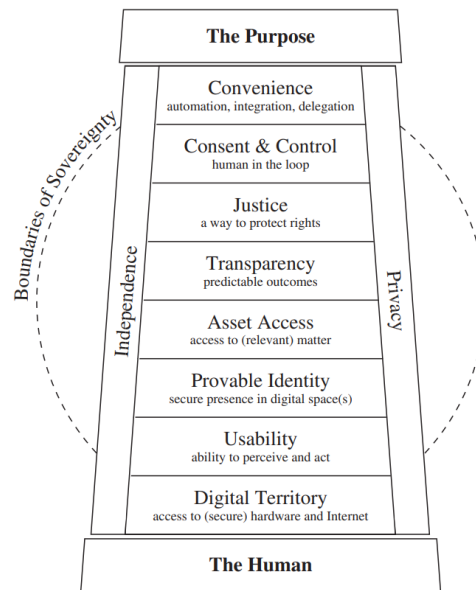 The Purpose
Convenience
automation, integration, delegation
Consent & Control
human in the loop
Justice
a way to protect rights
Transparency
predictable outcomes
Asset Access
access to (relevant) matter
Provable Identity
secure presence in digital space(s)
Usability
ability to perceive and act
Digital Territory
access to (secure) hardware and Internet
The Human
Boundaries of Sovereignty
Independence
Privacy